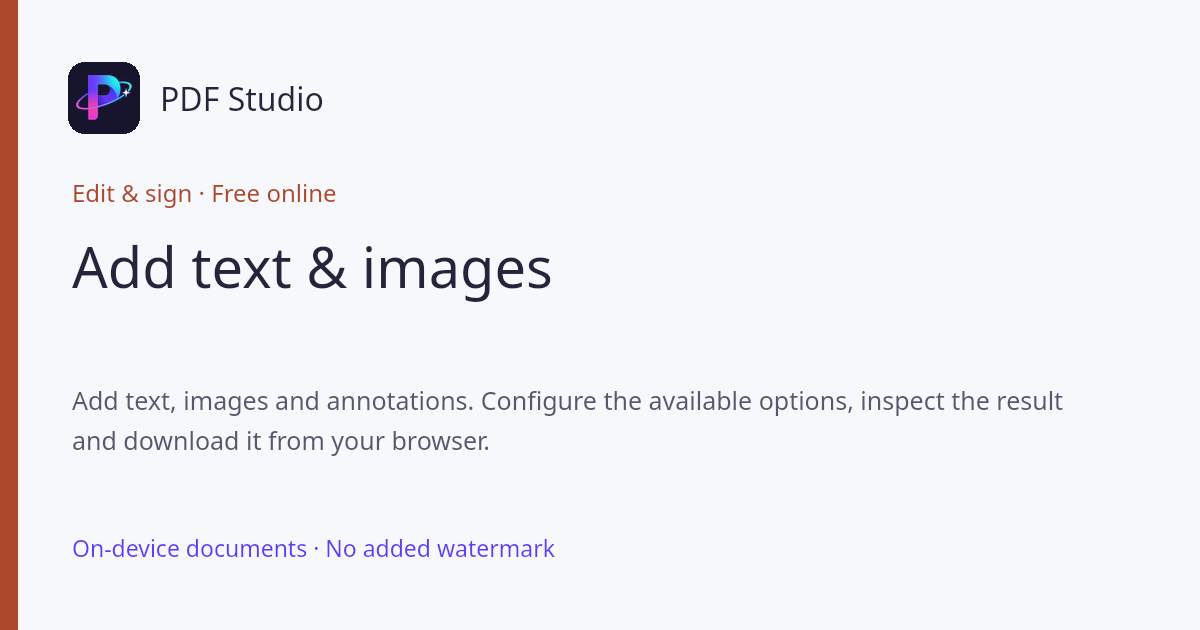 PDF Studio
Edit & sign · Free online
Add text & images
Add text, images and annotations. Configure the available options, inspect the result
and download it from your browser.
On-device documents · No added watermark